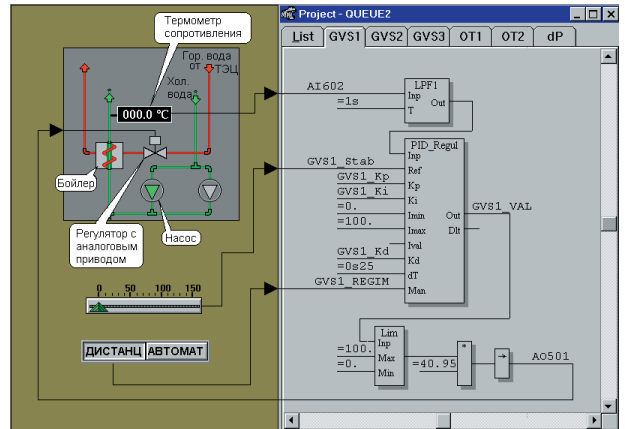 Термометр
сопротивления
Гор. вода
от ТЭЦ
Хол.
вода
000.0 °C
Бойлер
Регулятор с
аналоговым
приводом
Насос
0 50 100 150
ДИСТАНЦ АВТОМАТ
Project - QUEUE2
List GVS1 GVS2 GVS3 OT1 OT2 dP
AI602
=1s
LPF1
Inp
Out
T
PID_Regul
Inp
GVS1_Stab
Ref
GVS1_Kp
Kp
GVS1_Ki
Ki
=0.
Imin
Out
GVS1_VAL
=100.
Imax
Dlt
Ival
GVS1_Kd
Kd
=0s25
dT
GVS1_REGIM
Man
Lim
Inp
=100.
Max
=0.
Min
=40.95
*
→
AO501